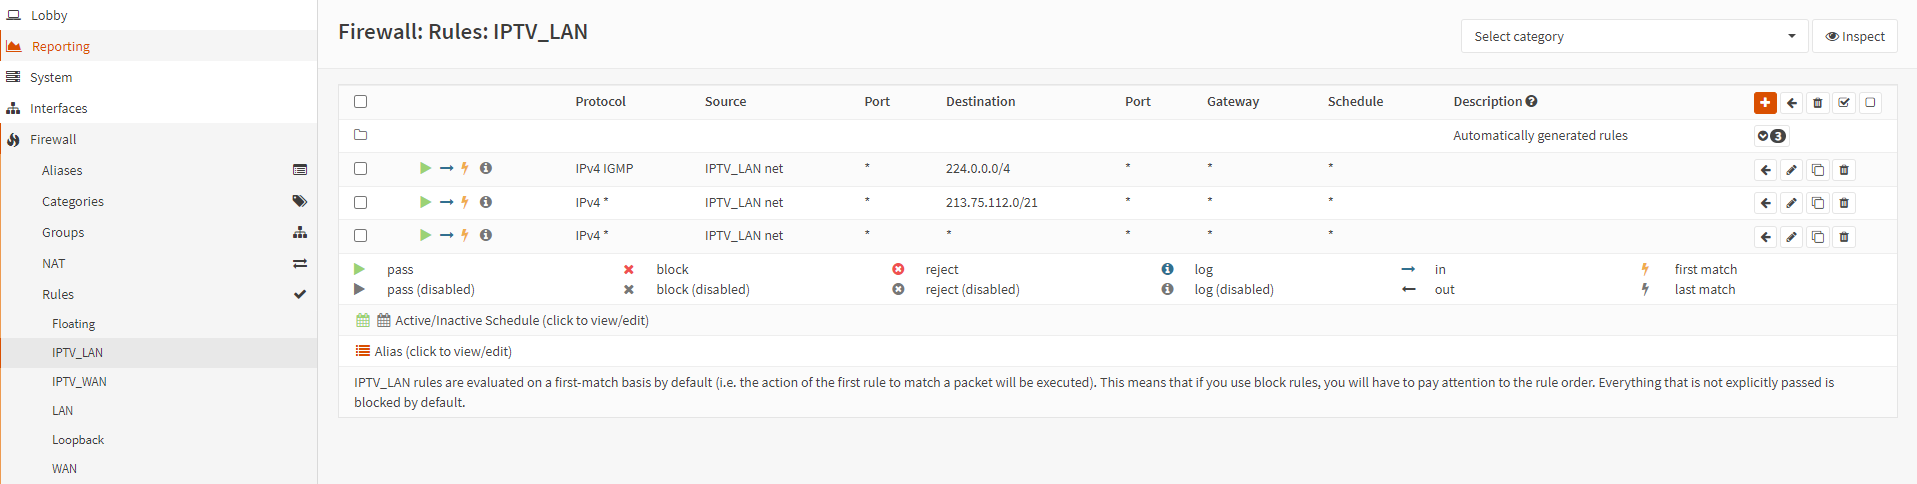 Lobby
Reporting
System
Interfaces
Firewall
Aliases
Categories
Groups
NAT
Rules
Floating
IPTV_LAN
IPTV_WAN
LAN
Loopback
WAN
Firewall: Rules: IPTV_LAN
Select category
Inspect
Protocol Source Port Destination Port Gateway Schedule Description
Automatically generated rules 3
IPv4 IGMP IPTV_LAN net * 224.0.0.0/4 * * *
IPv4 * IPTV_LAN net * 213.75.112.0/21 * * *
IPv4 * IPTV_LAN net * * * * *
pass block reject log in first match
pass (disabled) block (disabled) reject (disabled) log (disabled) out last match
Active/Inactive Schedule (click to view/edit)
Alias (click to view/edit)
IPTV_LAN rules are evaluated on a first-match basis by default (i.e. the action of the first rule to match a packet will be executed). This means that if you use block rules, you will have to pay attention to the rule order. Everything that is not explicitly passed is
blocked by default.